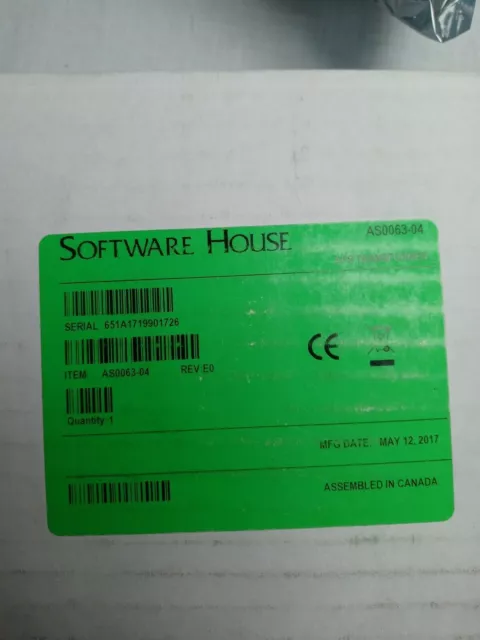 SOFTWARE HOUSE
AS0063-04
SERIAL 651A1719901726
CE
ITEM AS0063-04 REV E0
Quantity 1
MFG DATE: MAY 12, 2017
ASSEMBLED IN CANADA